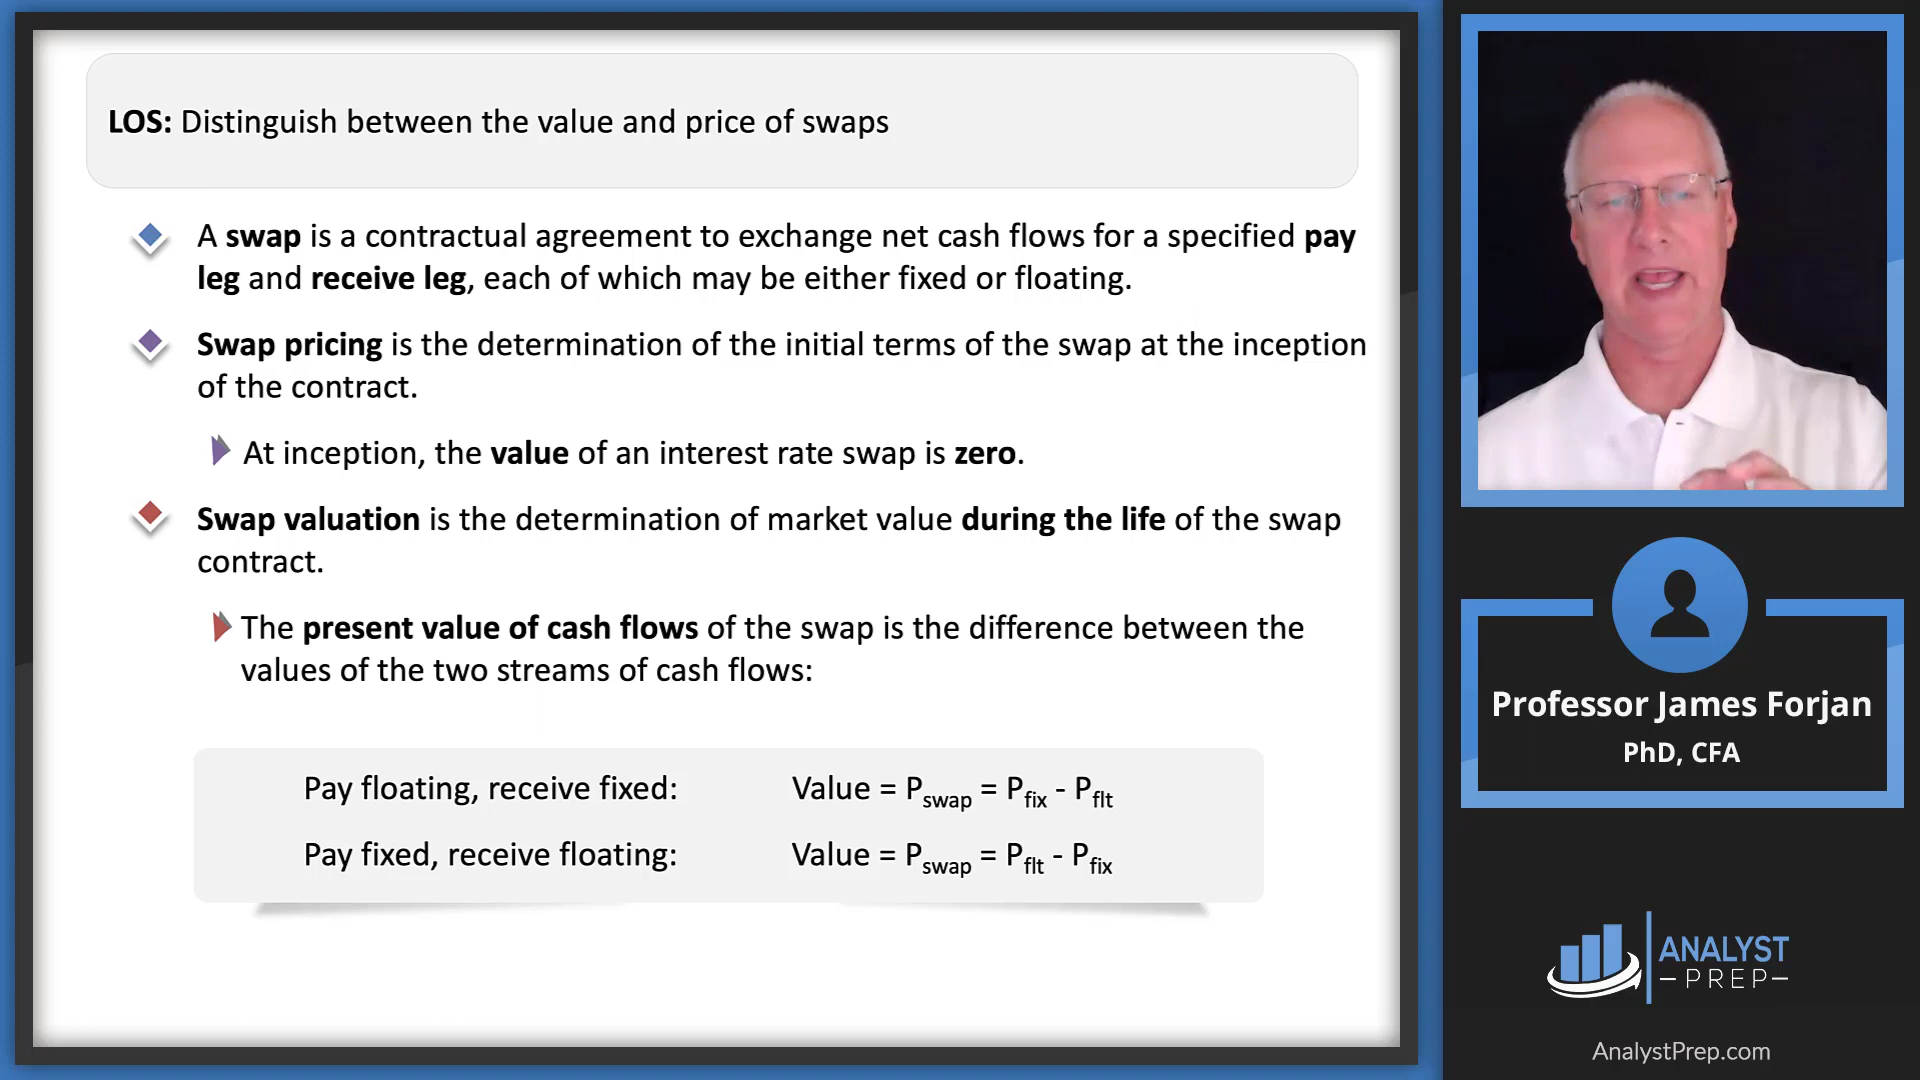 LOS: Distinguish between the value and price of swaps
A swap is a contractual agreement to exchange net cash flows for a specified pay
leg and receive leg, each of which may be either fixed or floating.
Swap pricing is the determination of the initial terms of the swap at the inception
of the contract.
At inception, the value of an interest rate swap is zero.
Swap valuation is the determination of market value during the life of the swap
contract.
The present value of cash flows of the swap is the difference between the
values of the two streams of cash flows:
Pay floating, receive fixed: Value = Pswap = Pfix - Pflt
Pay fixed, receive floating: Value = Pswap = Pflt - Pfix
Professor James Forjan
PhD, CFA
ANALYST
PREP
AnalystPrep.com